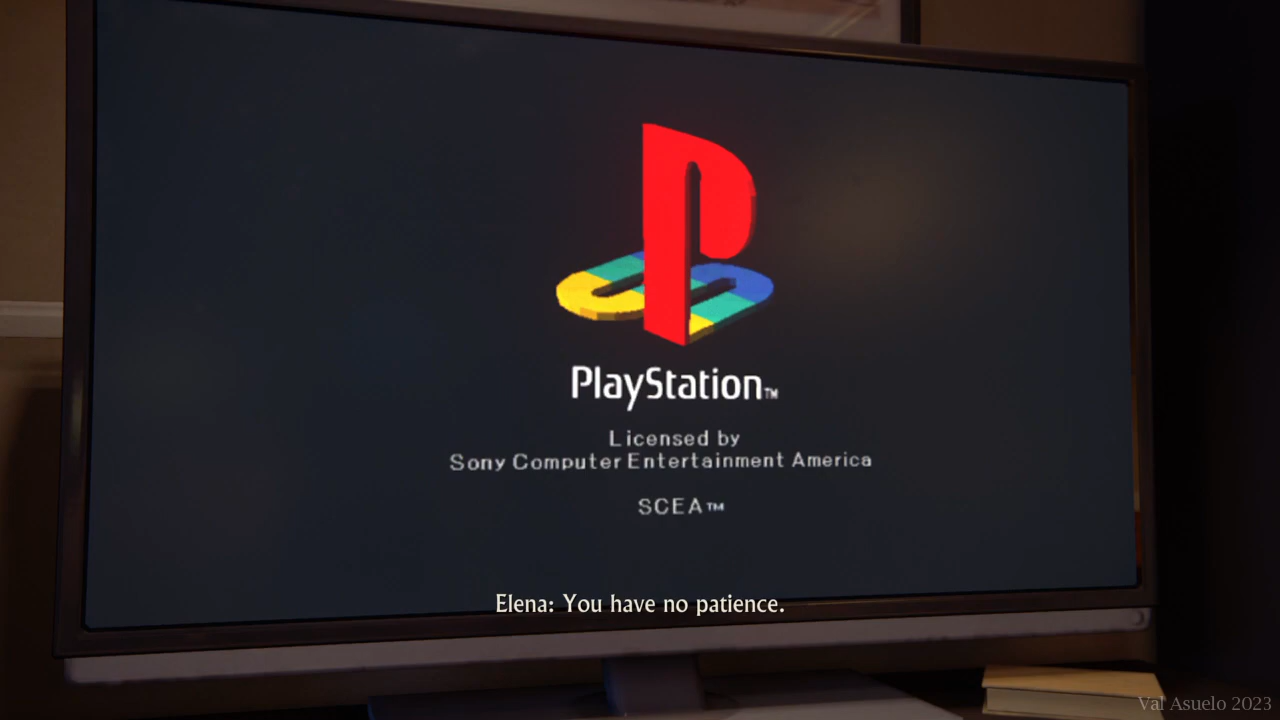 PlayStation™
Licensed by
Sony Computer Entertainment America
SCEA™
Elena: You have no patience.
Val Asuelo 2023